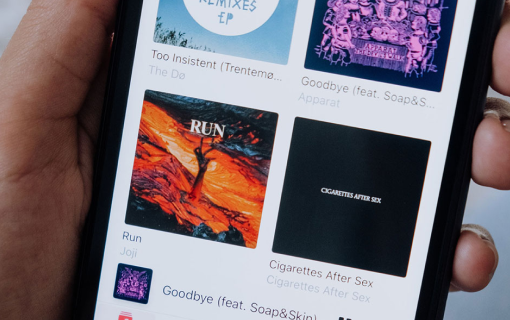 REMIXES
EP
Too Insistent (Trentemø...
The Dø
APPARAT
Goodbye (feat. Soap&S...
Apparat
RUN
CIGARETTES AFTER SEX
Run
Joji
Cigarettes After Sex
Cigarettes After Sex
Goodbye (feat. Soap&Skin)